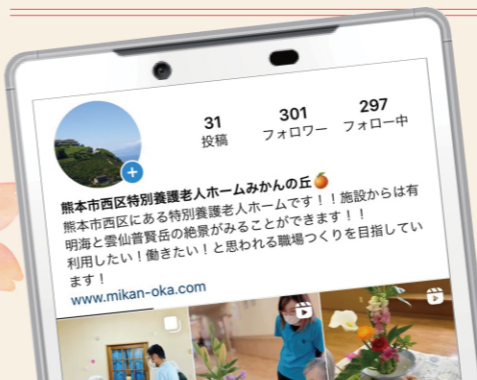 31
投稿
301
フォロワー
297
フォロー中
熊本市西区特別養護老人ホームみかんの丘🍊
熊本市西区にある特別養護老人ホームです！！施設からは有
明海と雲仙普賢岳の絶景がみることができます！！
利用したい！働きたい！と思われる職場つくりを目指してい
ます！
www.mikan-oka.com